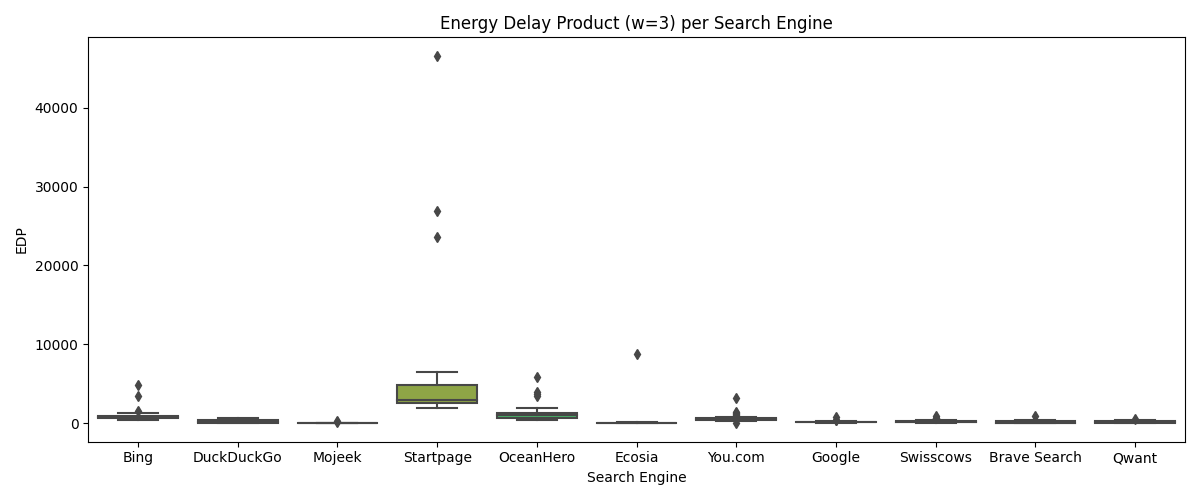 Energy Delay Product (w=3) per Search Engine
EDP
40000
30000
20000
10000
0
Bing DuckDuckGo Mojeek Startpage OceanHero Ecosia You.com Google Swisscows Brave Search Qwant
Search Engine